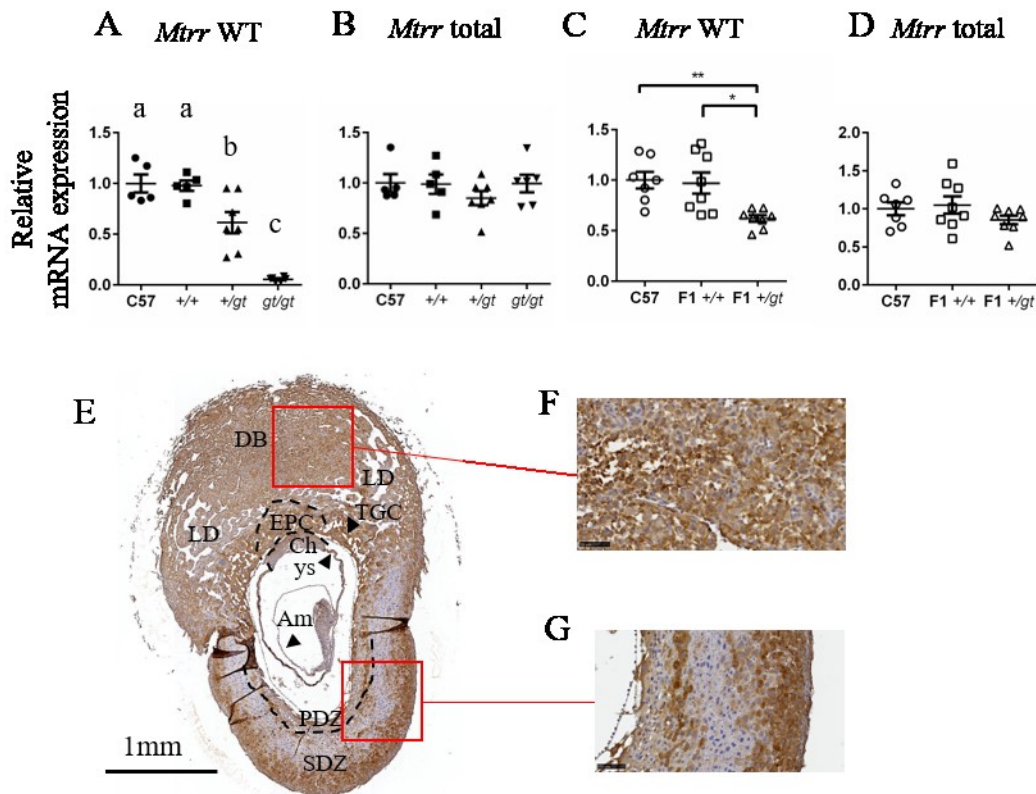 A Mtrr WT
B Mtrr total
C Mtrr WT
D Mtrr total
Relative
mRNA expression
a a b c
1.5
1.0
0.5
0.0
C57 +/+ +/gt gt/gt
1.5
1.0
0.5
0.0
C57 +/+ +/gt gt/gt
** *
1.5
1.0
0.5
0.0
C57 F1 +/+ F1 +/gt
2.0
1.5
1.0
0.5
0.0
C57 F1 +/+ F1 +/gt
E
DB
LD
TGC
EPC
LD
Ch
ys
Am
PDZ
SDZ
1mm
F
G